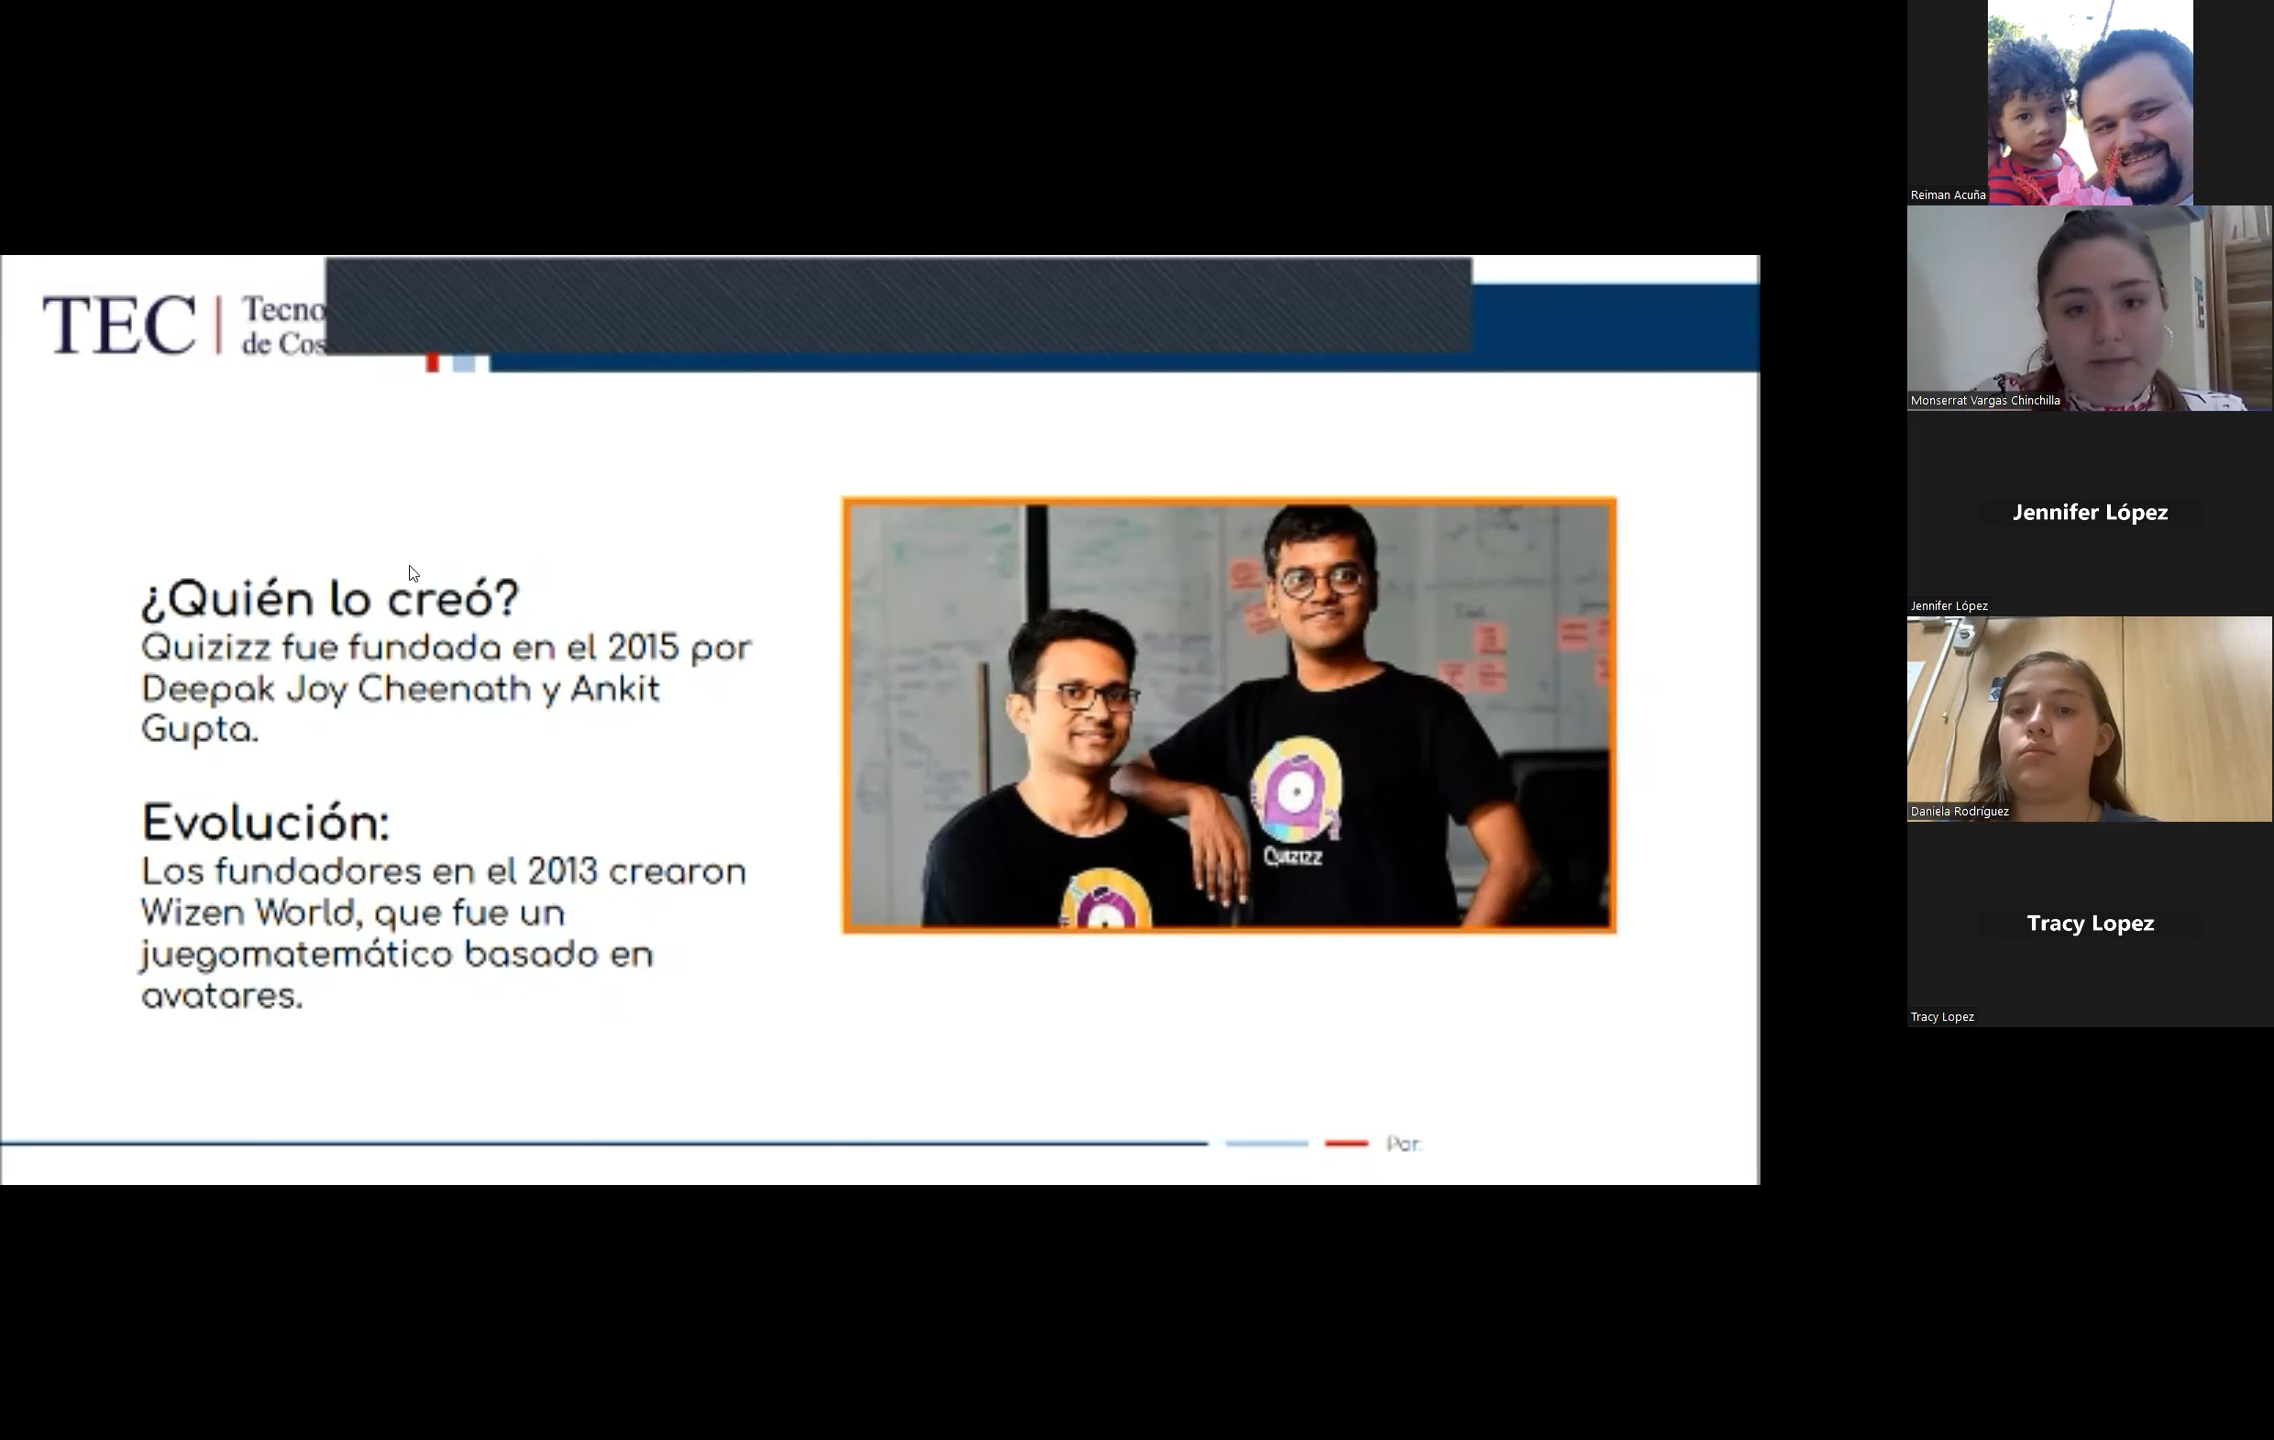 TEC
Tecno
de Cos
¿Quién lo creó?
Quizizz fue fundada en el 2015 por
Deepak Joy Cheenath y Ankit
Gupta.
Evolución:
Los fundadores en el 2013 crearon
Wizen World, que fue un
juegomatemático basado en
avatares.
Quizizz
Por:
Reiman Acuña
Monserrat Vargas Chinchilla
Jennifer López
Jennifer López
Daniela Rodríguez
Tracy Lopez
Tracy Lopez